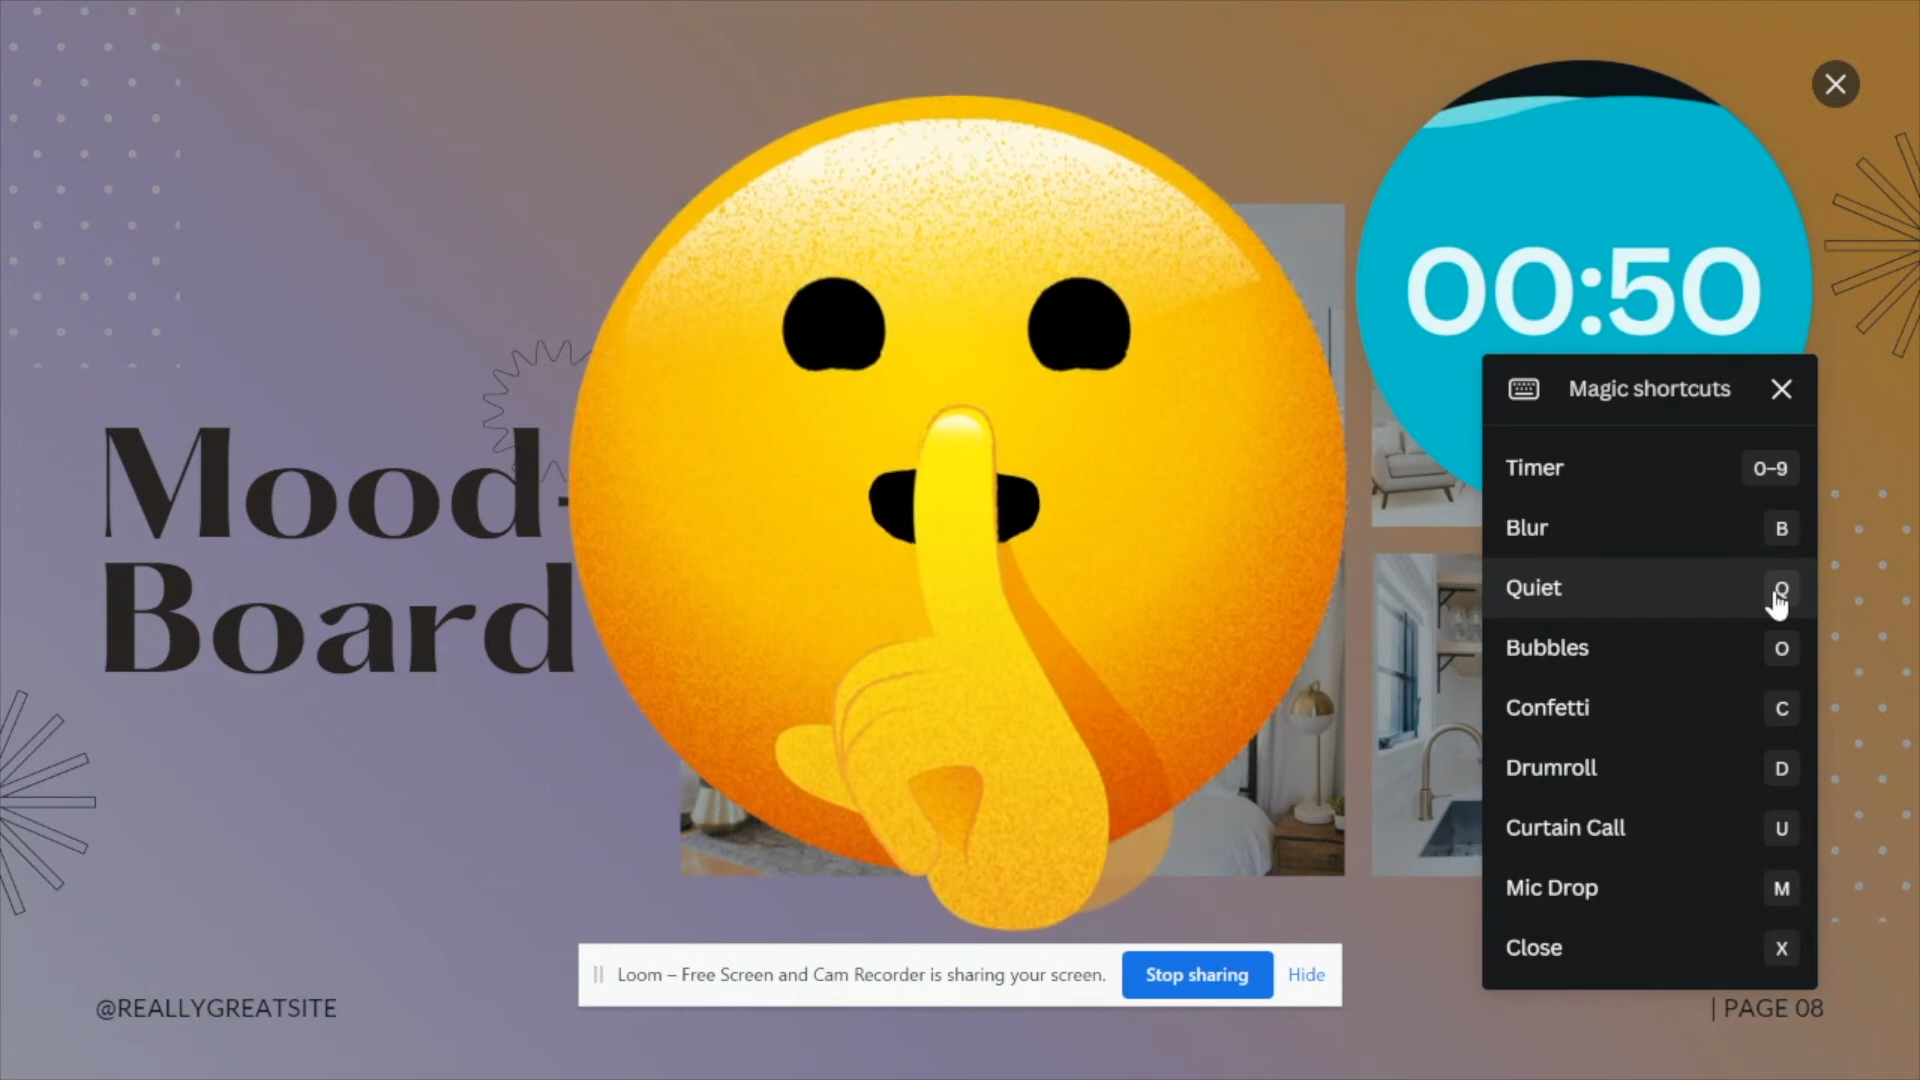 00:50
Magic shortcuts
Timer 0–9
Blur B
Quiet Q
Bubbles O
Confetti C
Drumroll D
Curtain Call U
Mic Drop M
Close X
Mood-
Board
Loom – Free Screen and Cam Recorder is sharing your screen. Stop sharing Hide
@REALLYGREATSITE
| PAGE 08